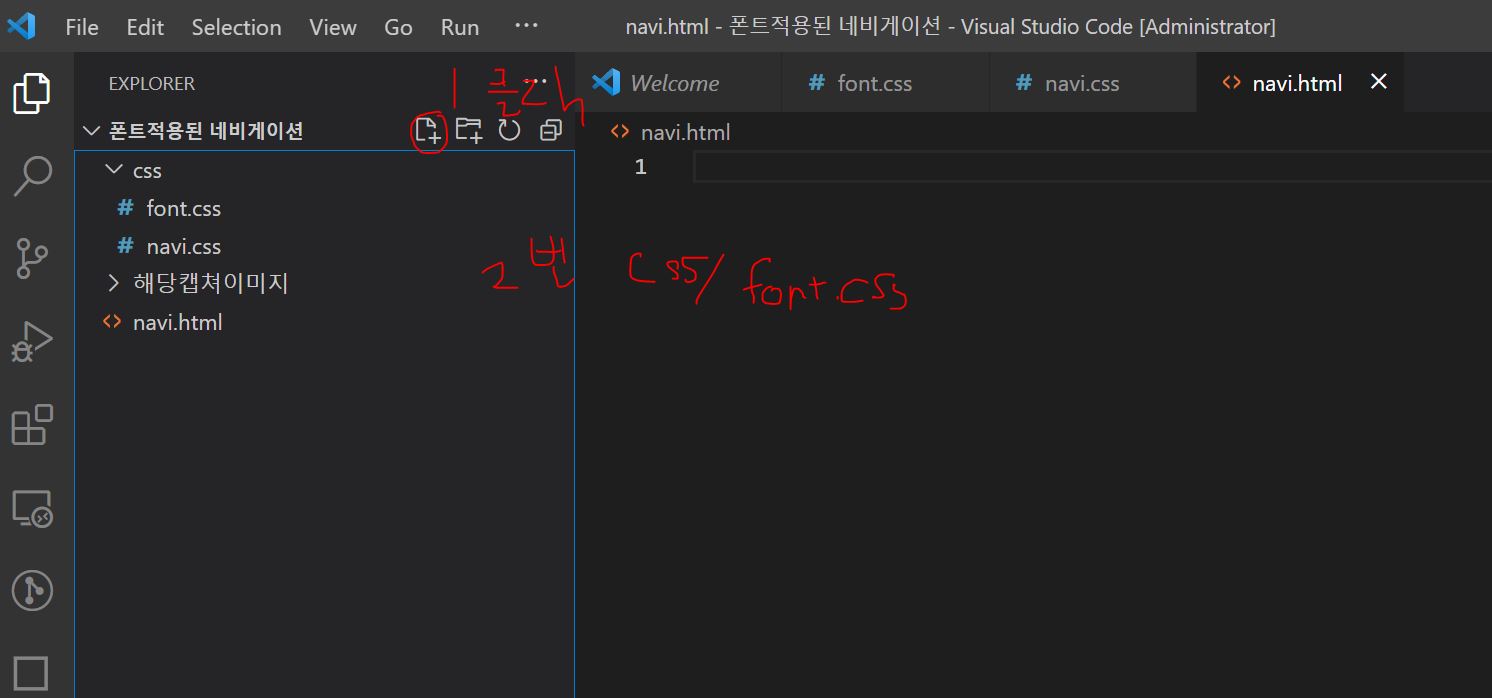 File Edit Selection View Go Run ··· navi.html - 폰트적용된 네비게이션 - Visual Studio Code [Administrator]
EXPLORER ···
1 클릭
폰트적용된 네비게이션
css
font.css
navi.css
해당캡쳐이미지
navi.html
Welcome font.css navi.css navi.html
navi.html
1
2번 css/font.css